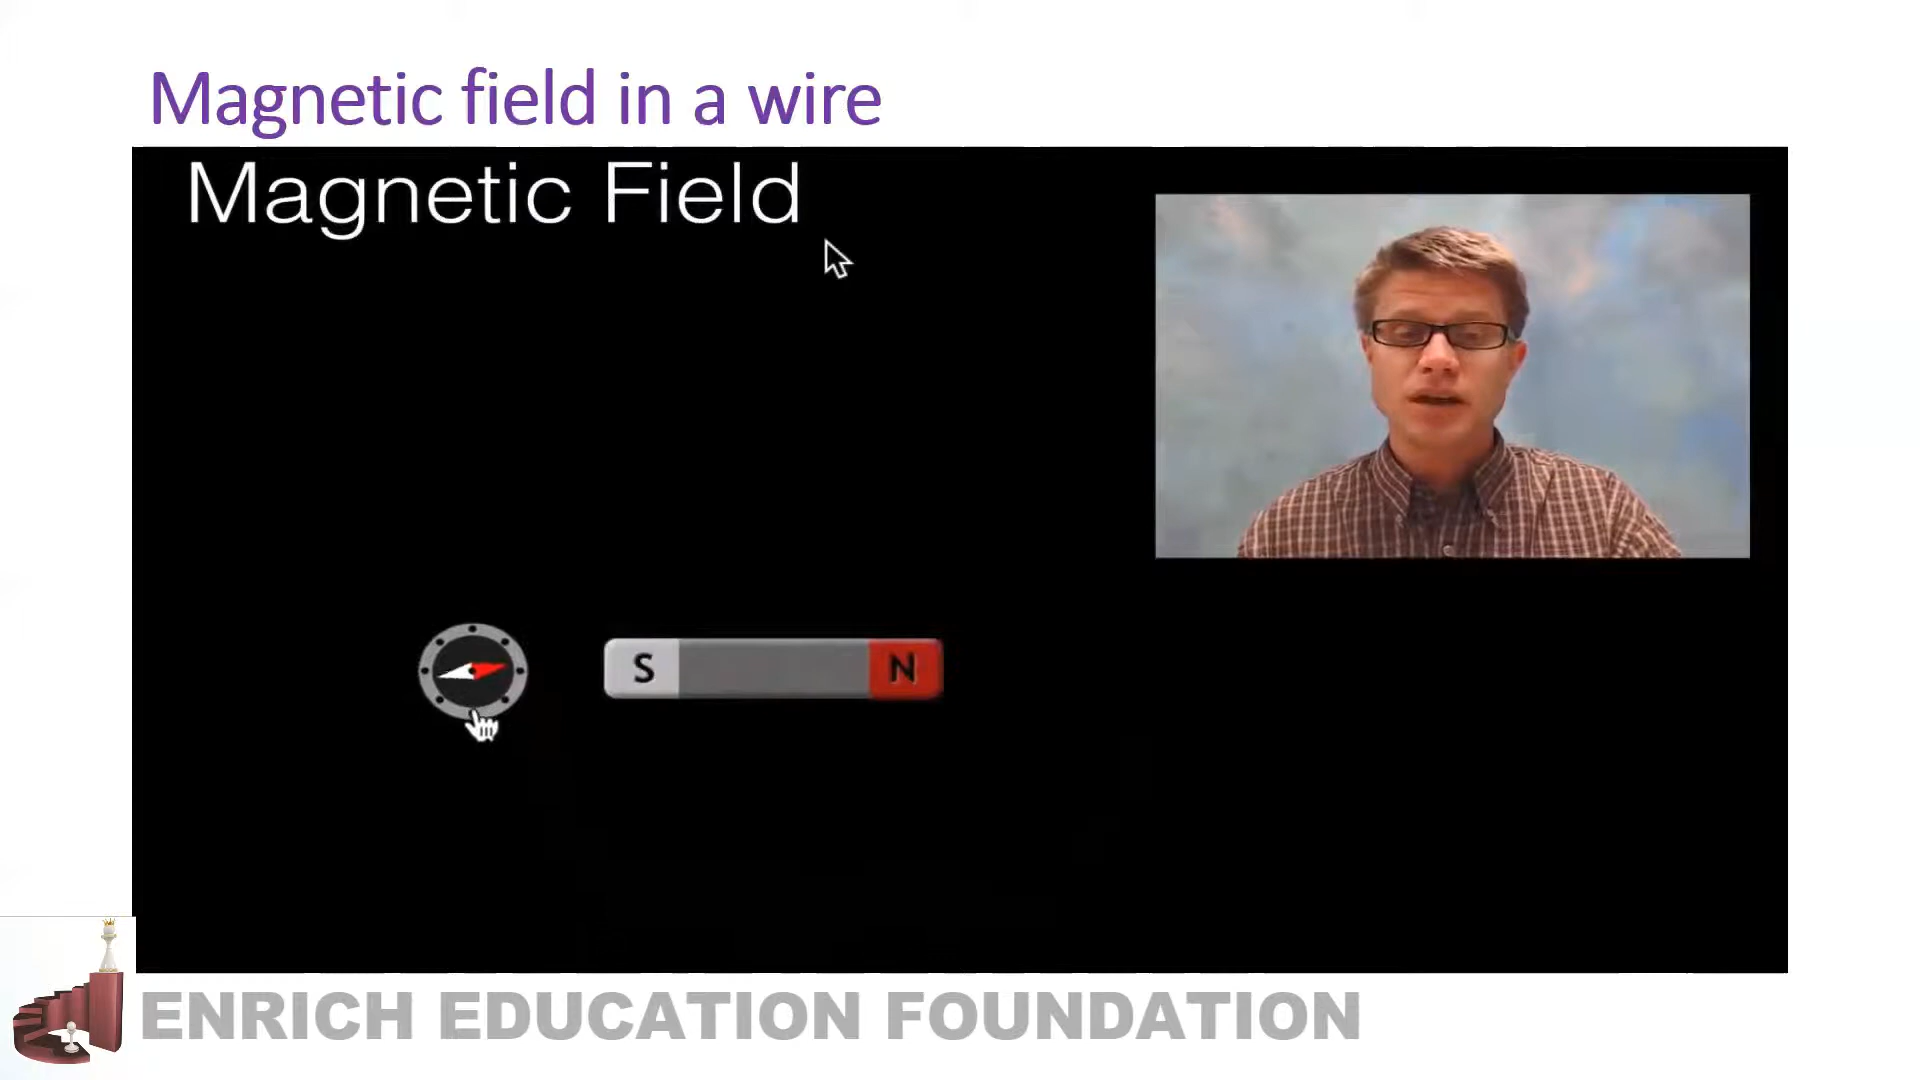 Magnetic field in a wire
Magnetic Field
S N
ENRICH EDUCATION FOUNDATION